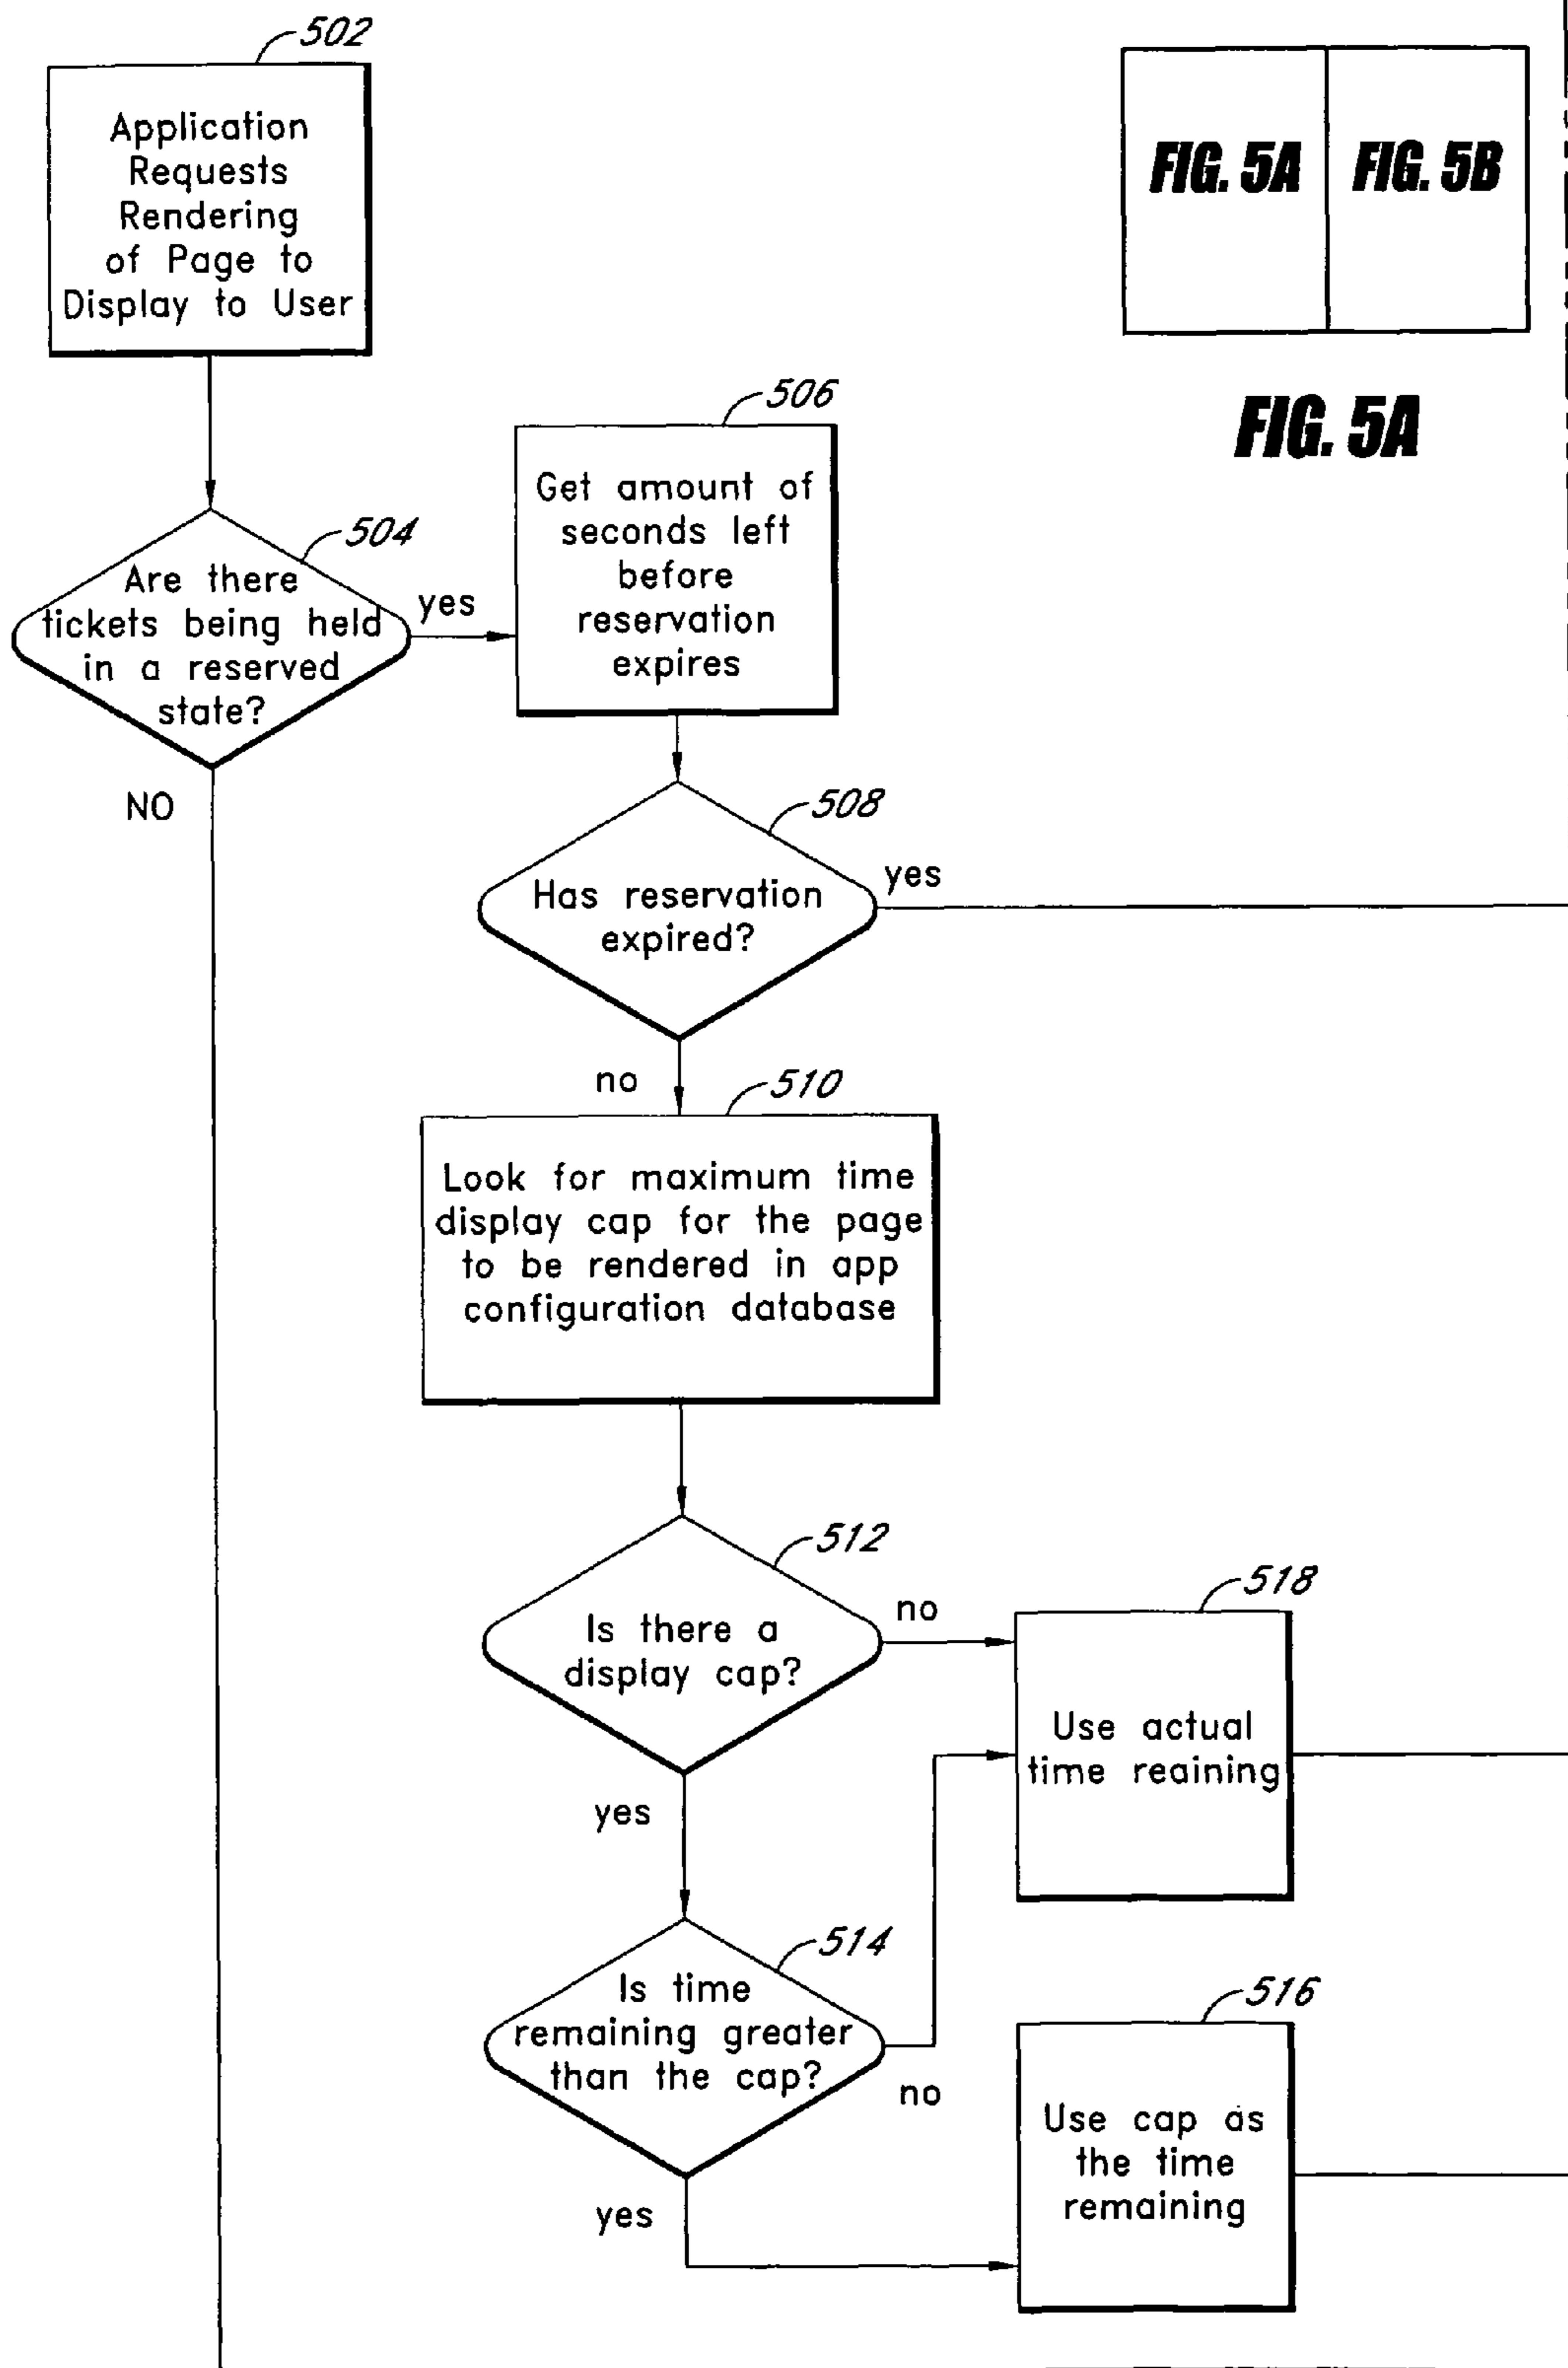 502
Application
Requests
Rendering
of Page to
Display to User
FIG. 5A
FIG. 5B
FIG. 5A
504
Are there
tickets being held
in a reserved
state?
yes
NO
506
Get amount of
seconds left
before
reservation
expires
508
Has reservation
expired?
yes
no
510
Look for maximum time
display cap for the page
to be rendered in app
configuration database
512
Is there a
display cap?
no
yes
518
Use actual
time reaining
514
Is time
remaining greater
than the cap?
no
yes
516
Use cap as
the time
remaining